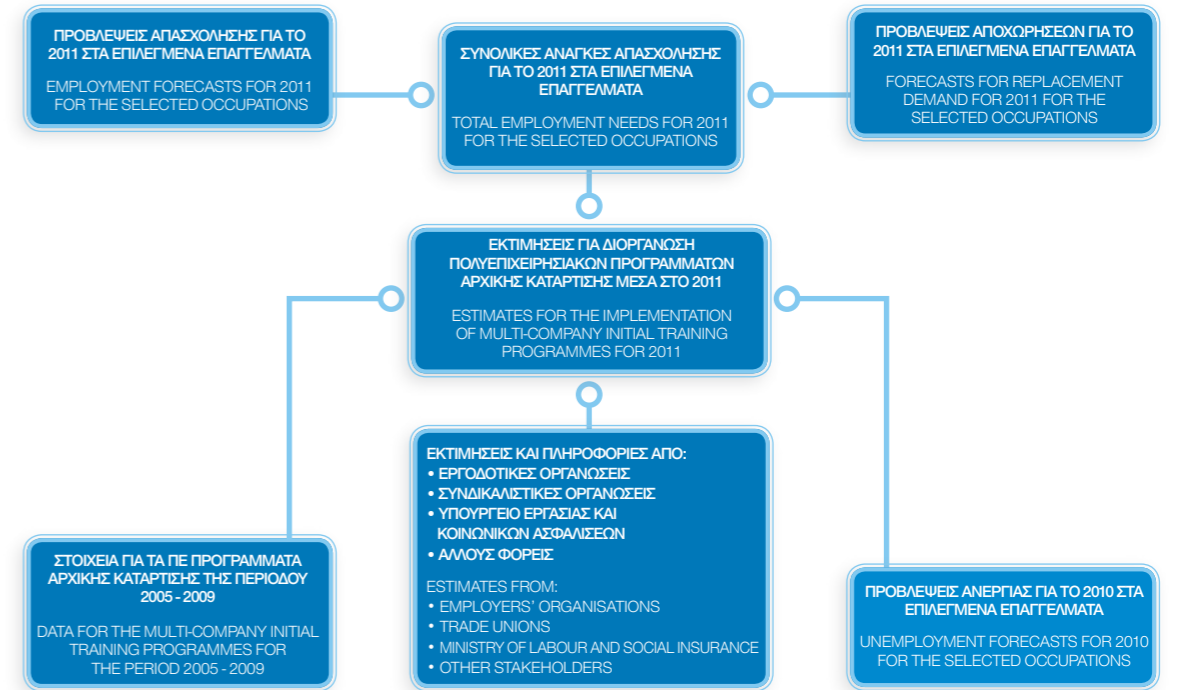 ΠΡΟΒΛΕΨΕΙΣ ΑΠΑΣΧΟΛΗΣΗΣ ΓΙΑ ΤΟ
2011 ΣΤΑ ΕΠΙΛΕΓΜΕΝΑ ΕΠΑΓΓΕΛΜΑΤΑ
EMPLOYMENT FORECASTS FOR 2011
FOR THE SELECTED OCCUPATIONS
ΣΥΝΟΛΙΚΕΣ ΑΝΑΓΚΕΣ ΑΠΑΣΧΟΛΗΣΗΣ
ΓΙΑ ΤΟ 2011 ΣΤΑ ΕΠΙΛΕΓΜΕΝΑ
ΕΠΑΓΓΕΛΜΑΤΑ
TOTAL EMPLOYMENT NEEDS FOR 2011
FOR THE SELECTED OCCUPATIONS
ΠΡΟΒΛΕΨΕΙΣ ΑΠΟΧΩΡΗΣΕΩΝ ΓΙΑ ΤΟ
2011 ΣΤΑ ΕΠΙΛΕΓΜΕΝΑ ΕΠΑΓΓΕΛΜΑΤΑ
FORECASTS FOR REPLACEMENT
DEMAND FOR 2011 FOR THE
SELECTED OCCUPATIONS
ΕΚΤΙΜΗΣΕΙΣ ΓΙΑ ΔΙΟΡΓΑΝΩΣΗ
ΠΟΛΥΕΠΙΧΕΙΡΗΣΙΑΚΩΝ ΠΡΟΓΡΑΜΜΑΤΩΝ
ΑΡΧΙΚΗΣ ΚΑΤΑΡΤΙΣΗΣ ΜΕΣΑ ΣΤΟ 2011
ESTIMATES FOR THE IMPLEMENTATION
OF MULTI-COMPANY INITIAL TRAINING
PROGRAMMES FOR 2011
ΣΤΟΙΧΕΙΑ ΓΙΑ ΤΑ ΠΕ ΠΡΟΓΡΑΜΜΑΤΑ
ΑΡΧΙΚΗΣ ΚΑΤΑΡΤΙΣΗΣ ΤΗΣ ΠΕΡΙΟΔΟΥ
2005 - 2009
DATA FOR THE MULTI-COMPANY INITIAL
TRAINING PROGRAMMES FOR
THE PERIOD 2005 - 2009
ΕΚΤΙΜΗΣΕΙΣ ΚΑΙ ΠΛΗΡΟΦΟΡΙΕΣ ΑΠΟ:
• ΕΡΓΟΔΟΤΙΚΕΣ ΟΡΓΑΝΩΣΕΙΣ
• ΣΥΝΔΙΚΑΛΙΣΤΙΚΕΣ ΟΡΓΑΝΩΣΕΙΣ
• ΥΠΟΥΡΓΕΙΟ ΕΡΓΑΣΙΑΣ ΚΑΙ
ΚΟΙΝΩΝΙΚΩΝ ΑΣΦΑΛΙΣΕΩΝ
• ΑΛΛΟΥΣ ΦΟΡΕΙΣ
ESTIMATES FROM:
• EMPLOYERS' ORGANISATIONS
• TRADE UNIONS
• MINISTRY OF LABOUR AND SOCIAL INSURANCE
• OTHER STAKEHOLDERS
ΠΡΟΒΛΕΨΕΙΣ ΑΝΕΡΓΙΑΣ ΓΙΑ ΤΟ 2010 ΣΤΑ
ΕΠΙΛΕΓΜΕΝΑ ΕΠΑΓΓΕΛΜΑΤΑ
UNEMPLOYMENT FORECASTS FOR 2010
FOR THE SELECTED OCCUPATIONS